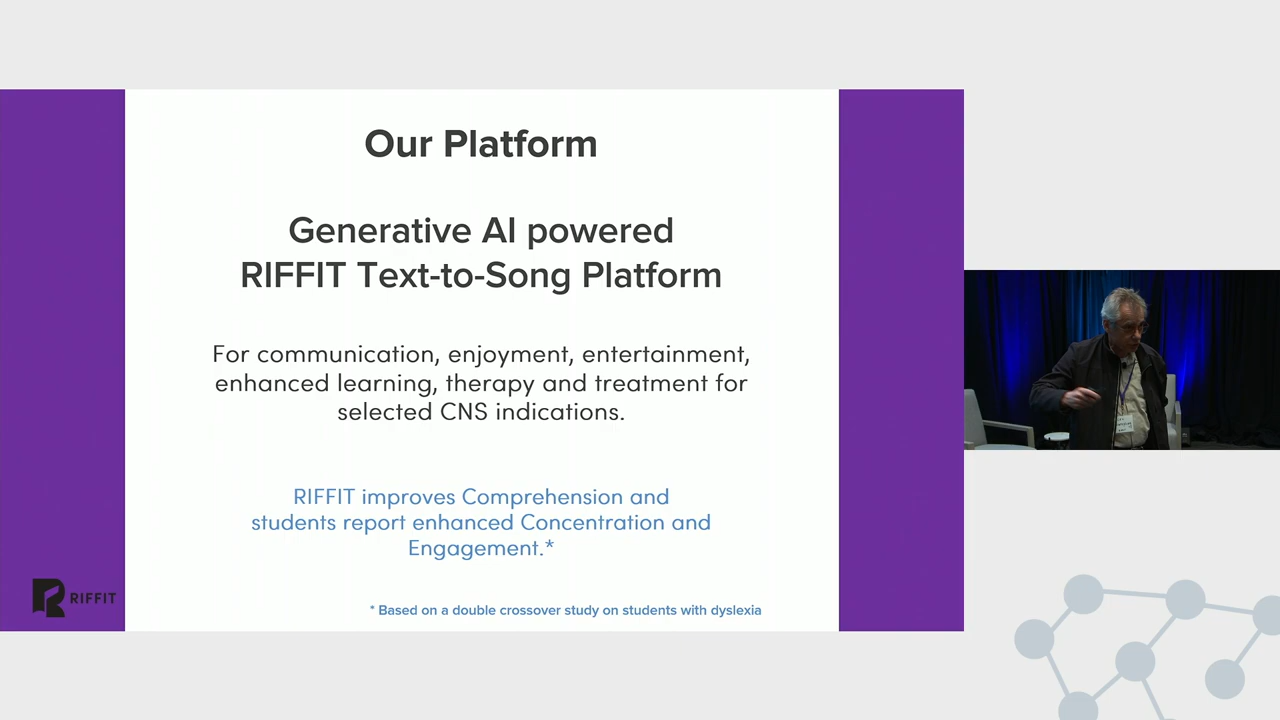 Our Platform
Generative AI powered
RIFFIT Text-to-Song Platform
For communication, enjoyment, entertainment,
enhanced learning, therapy and treatment for
selected CNS indications.
RIFFIT improves Comprehension and
students report enhanced Concentration and
Engagement.*
* Based on a double crossover study on students with dyslexia
RIFFIT